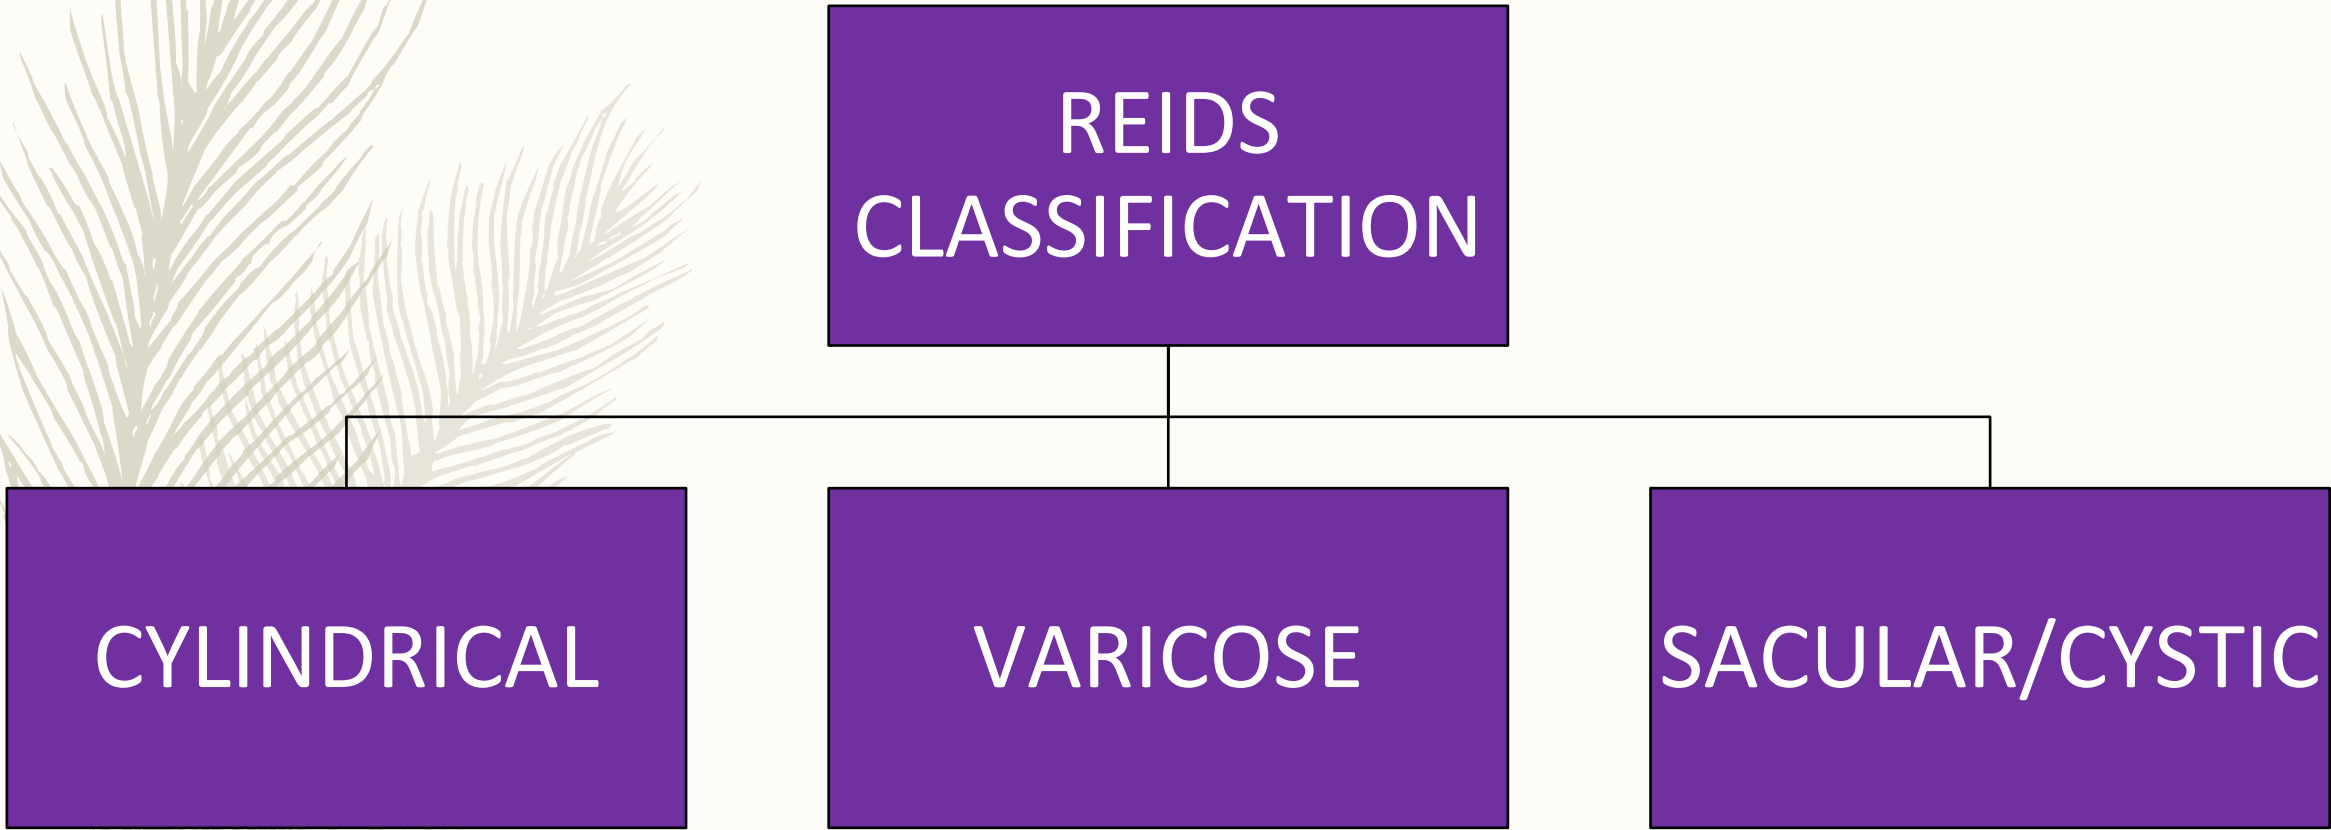 REIDS
CLASSIFICATION
CYLINDRICAL
VARICOSE
SACULAR/CYSTIC